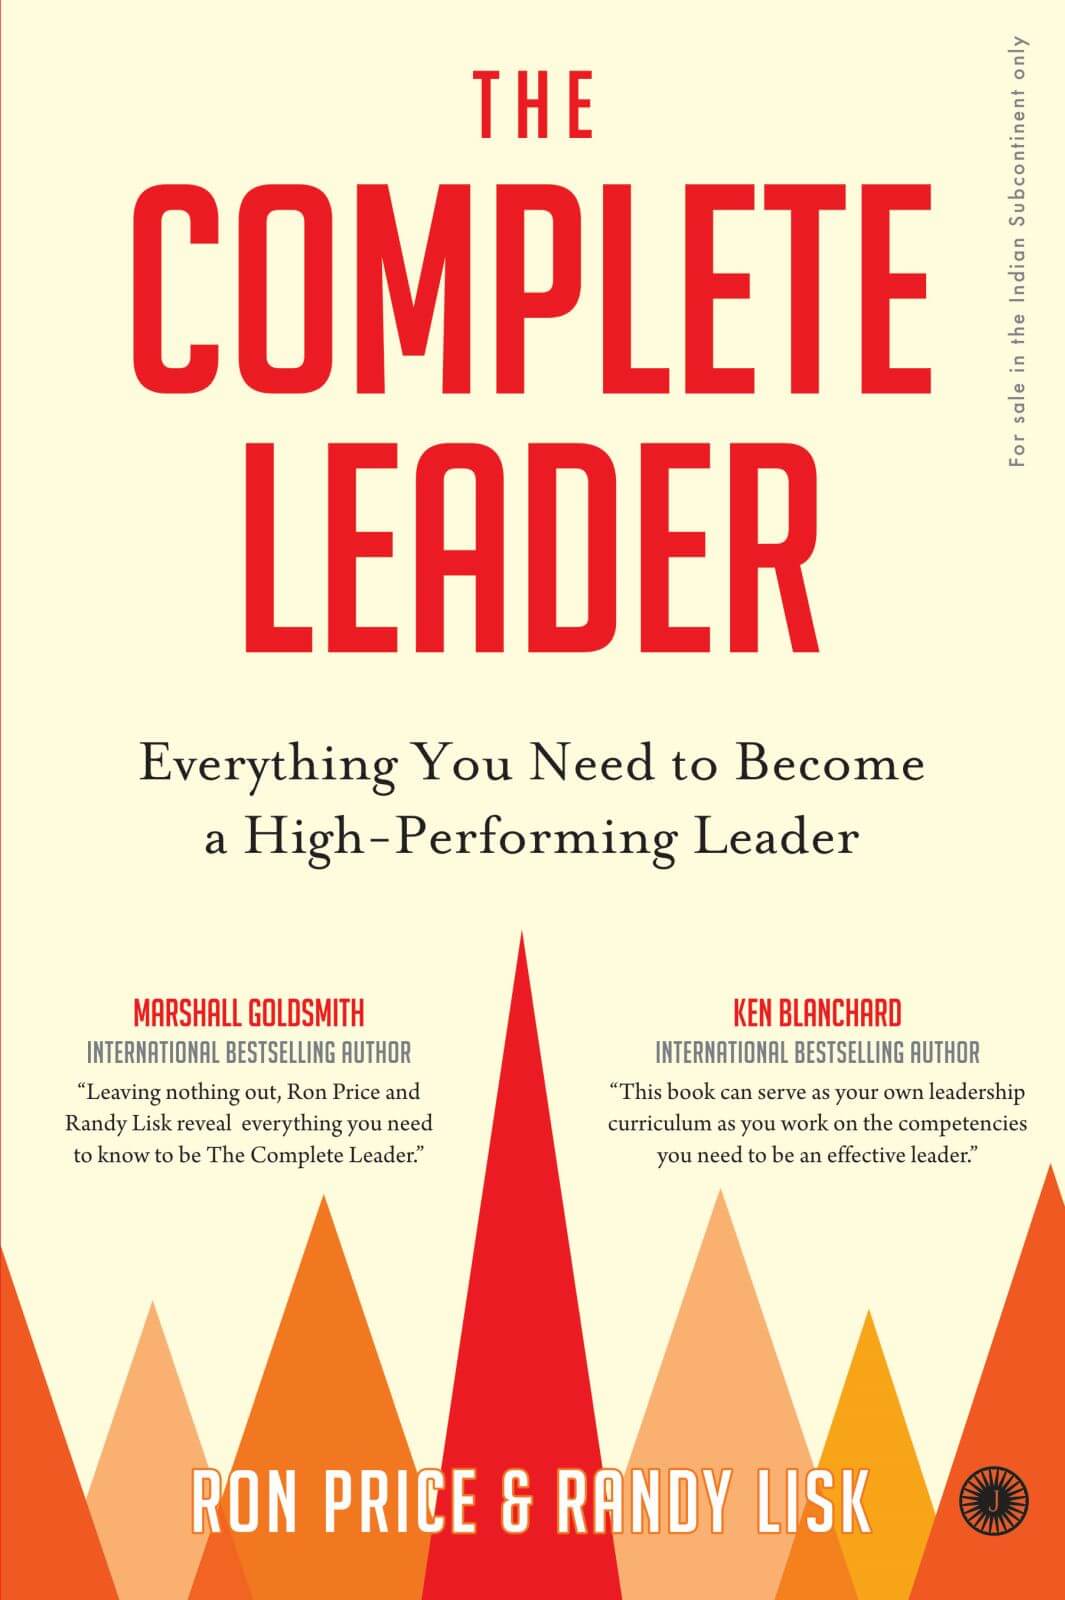 THE
COMPLETE
LEADER
For sale in the Indian Subcontinent only
Everything You Need to Become
a High-Performing Leader
MARSHALL GOLDSMITH
INTERNATIONAL BESTSELLING AUTHOR
“Leaving nothing out, Ron Price and
Randy Lisk reveal everything you need
to know to be The Complete Leader.”
KEN BLANCHARD
INTERNATIONAL BESTSELLING AUTHOR
“This book can serve as your own leadership
curriculum as you work on the competencies
you need to be an effective leader.”
RON PRICE & RANDY LISK
J